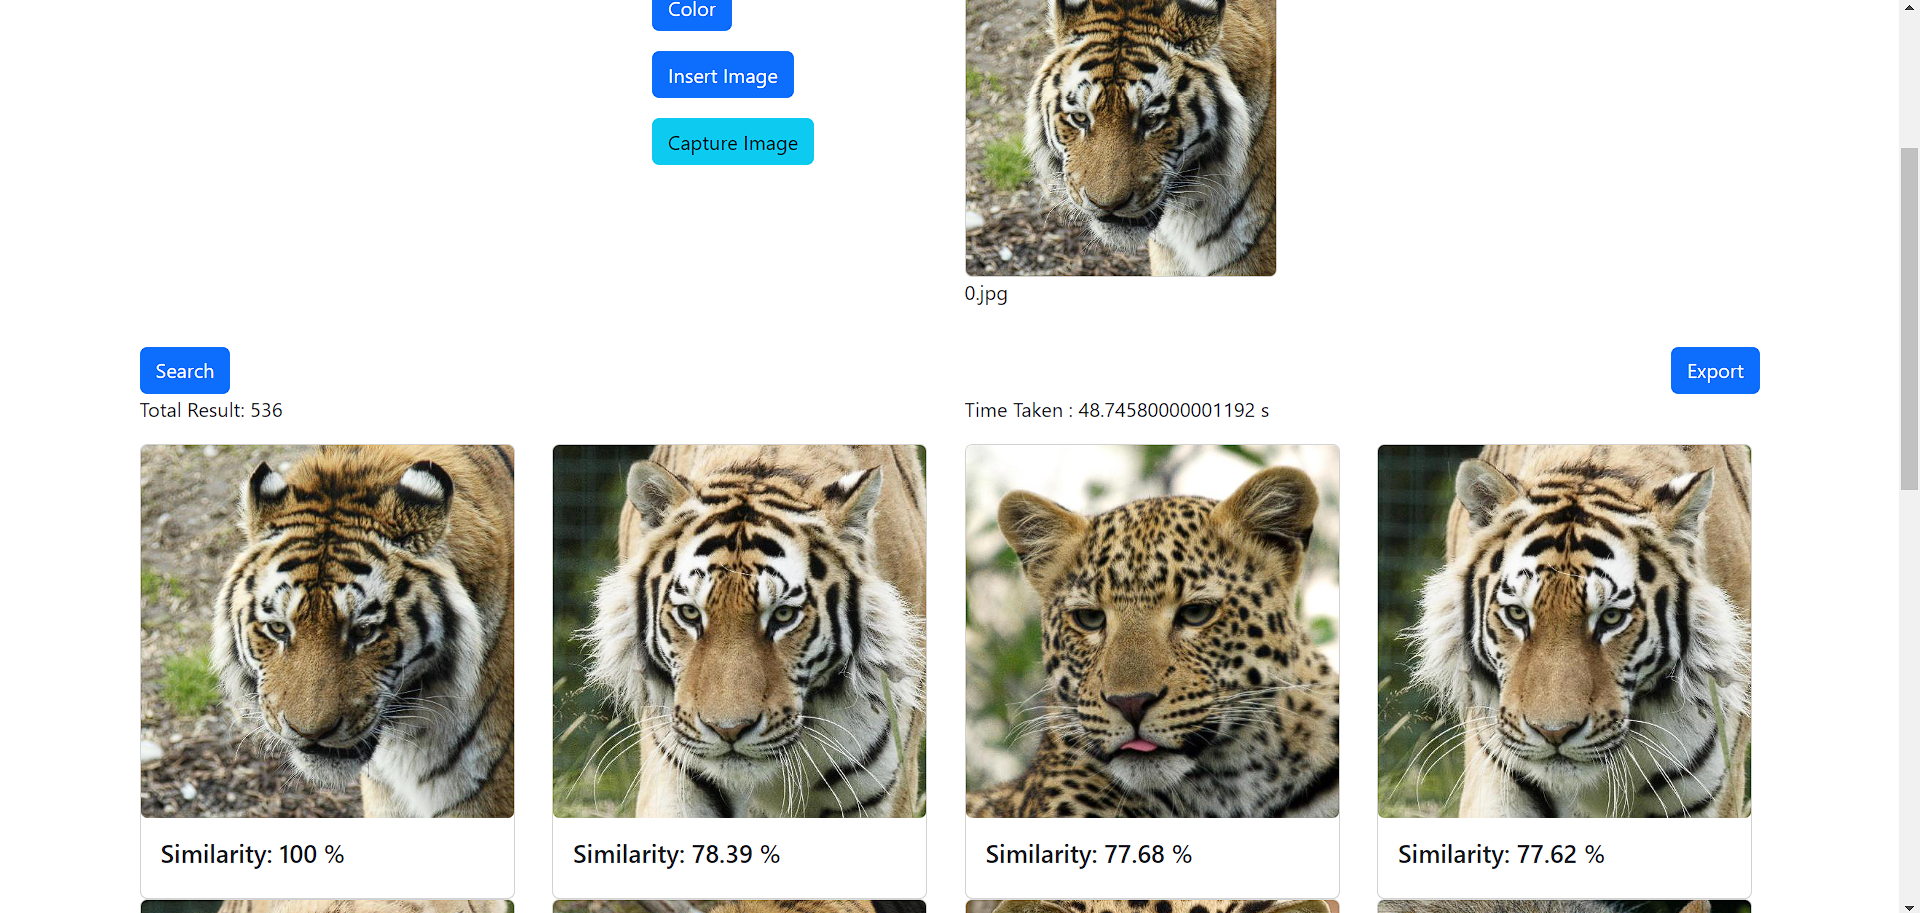 Color
Insert Image
Capture Image
0.jpg
Search
Export
Total Result: 536
Time Taken : 48.74580000001192 s
Similarity: 100 %
Similarity: 78.39 %
Similarity: 77.68 %
Similarity: 77.62 %